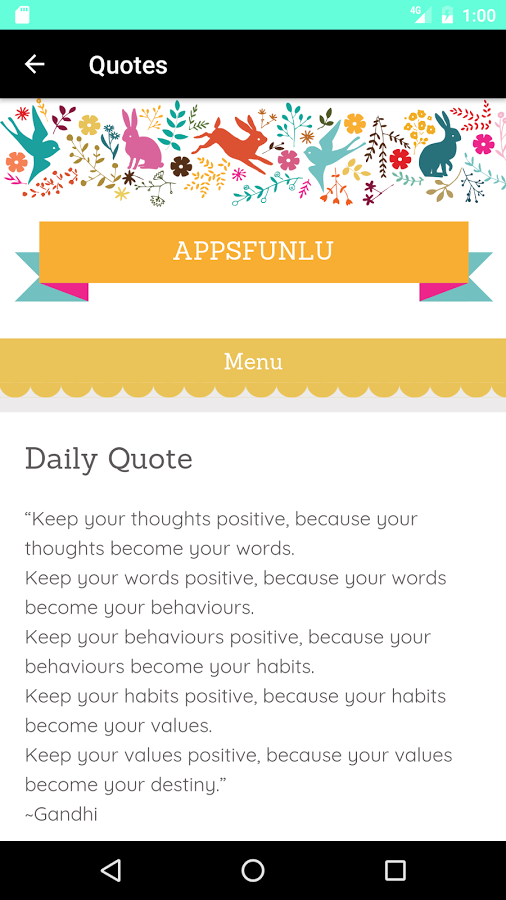 4G 1:00
Quotes
APPSFUNLU
Menu
Daily Quote
“Keep your thoughts positive, because your
thoughts become your words.
Keep your words positive, because your words
become your behaviours.
Keep your behaviours positive, because your
behaviours become your habits.
Keep your habits positive, because your habits
become your values.
Keep your values positive, because your values
become your destiny.”
~Gandhi